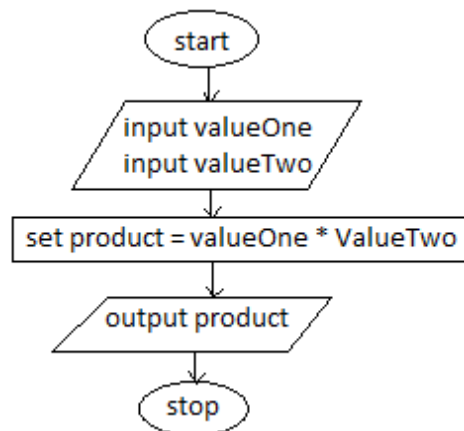 start
input valueOne
input valueTwo
set product = valueOne * ValueTwo
output product
stop